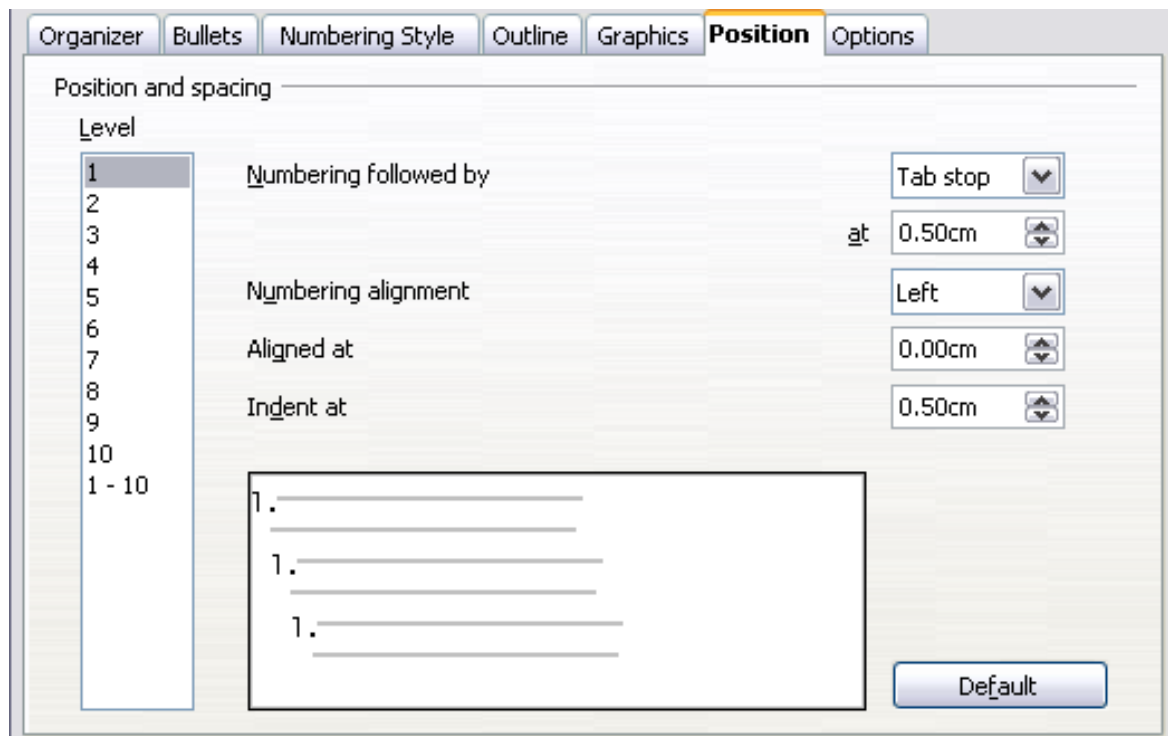 Organizer Bullets Numbering Style Outline Graphics Position Options
Position and spacing
Level
1
2
3
4
5
6
7
8
9
10
1 - 10
Numbering followed by Tab stop
at 0.50cm
Numbering alignment Left
Aligned at 0.00cm
Indent at 0.50cm
1.
1.
1.
Default